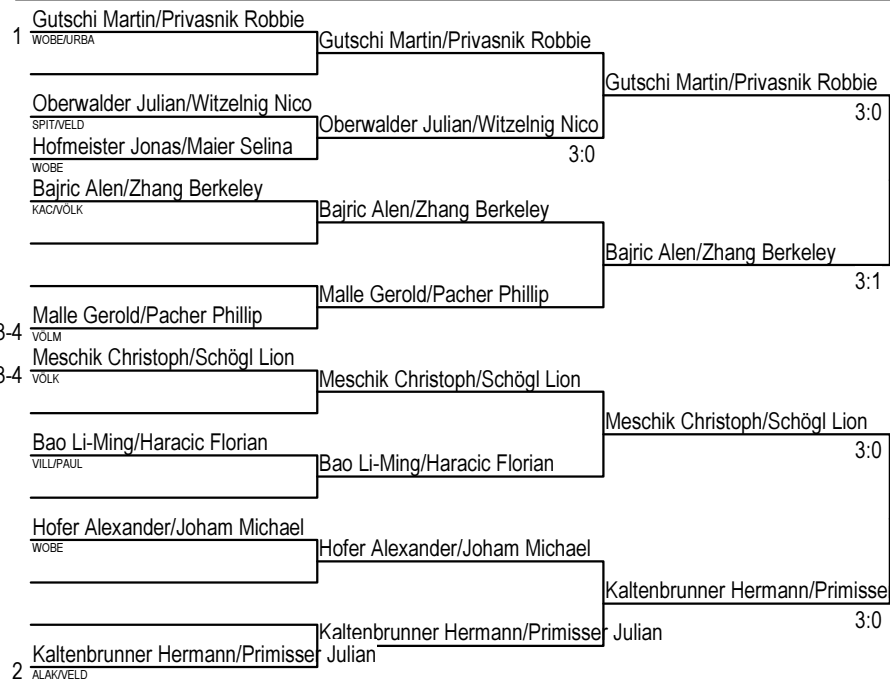 Gutschi Martin/Privasnik Robbie
1
WOBE/URBA
Gutschi Martin/Privasnik Robbie
Gutschi Martin/Privasnik Robbie
3:0
Oberwalder Julian/Witzelnig Nico
SPIT/VELD
Oberwalder Julian/Witzelnig Nico
3:0
Hofmeister Jonas/Maier Selina
WOBE
Bajric Alen/Zhang Berkeley
KAC/VÖLK
Bajric Alen/Zhang Berkeley
Bajric Alen/Zhang Berkeley
3:1
Malle Gerold/Pacher Phillip
Malle Gerold/Pacher Phillip
3-4
VÖLM
Meschik Christoph/Schögl Lion
3-4
VÖLK
Meschik Christoph/Schögl Lion
Meschik Christoph/Schögl Lion
3:0
Bao Li-Ming/Haracic Florian
VILL/PAUL
Bao Li-Ming/Haracic Florian
Hofer Alexander/Joham Michael
WOBE
Hofer Alexander/Joham Michael
Kaltenbrunner Hermann/Primisse
3:0
Kaltenbrunner Hermann/Primisser Julian
Kaltenbrunner Hermann/Primisser Julian
2
ALAK/VELD